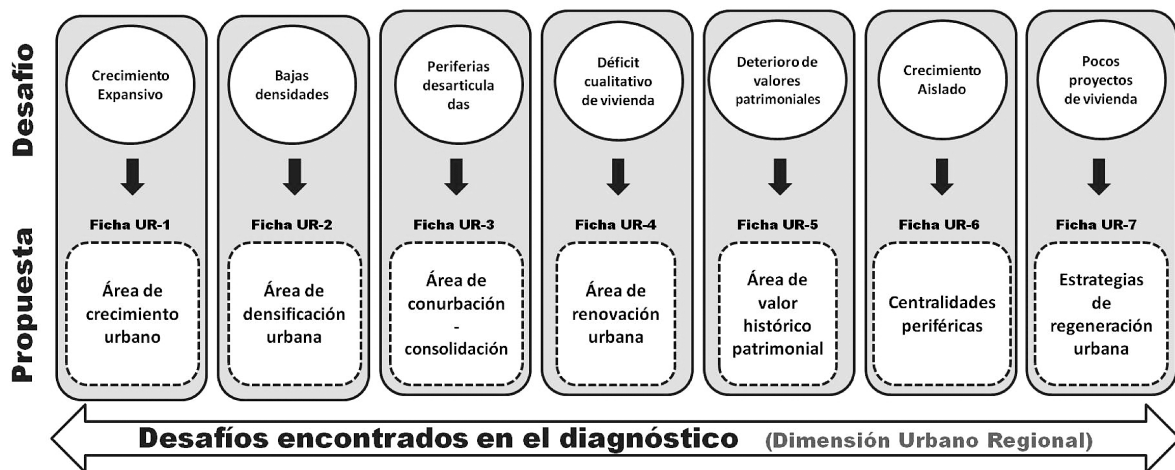 Desafío
Crecimiento
Expansivo
Bajas
densidades
Periferias
desarticula
das
Déficit
cualitativo
de vivienda
Deterioro de
valores
patrimoniales
Crecimiento
Aislado
Pocos
proyectos
de vivienda
Propuesta
Ficha UR-1
Ficha UR-2
Ficha UR-3
Ficha UR-4
Ficha UR-5
Ficha UR-6
Ficha UR-7
Área de
crecimiento
urbano
Área de
densificación
urbana
Área de
conurbación
-
consolidación
Área de
renovación
urbana
Área de
valor
histórico
patrimonial
Centralidades
periféricas
Estrategias
de
regeneración
urbana
Desafíos encontrados en el diagnóstico (Dimensión Urbano Regional)